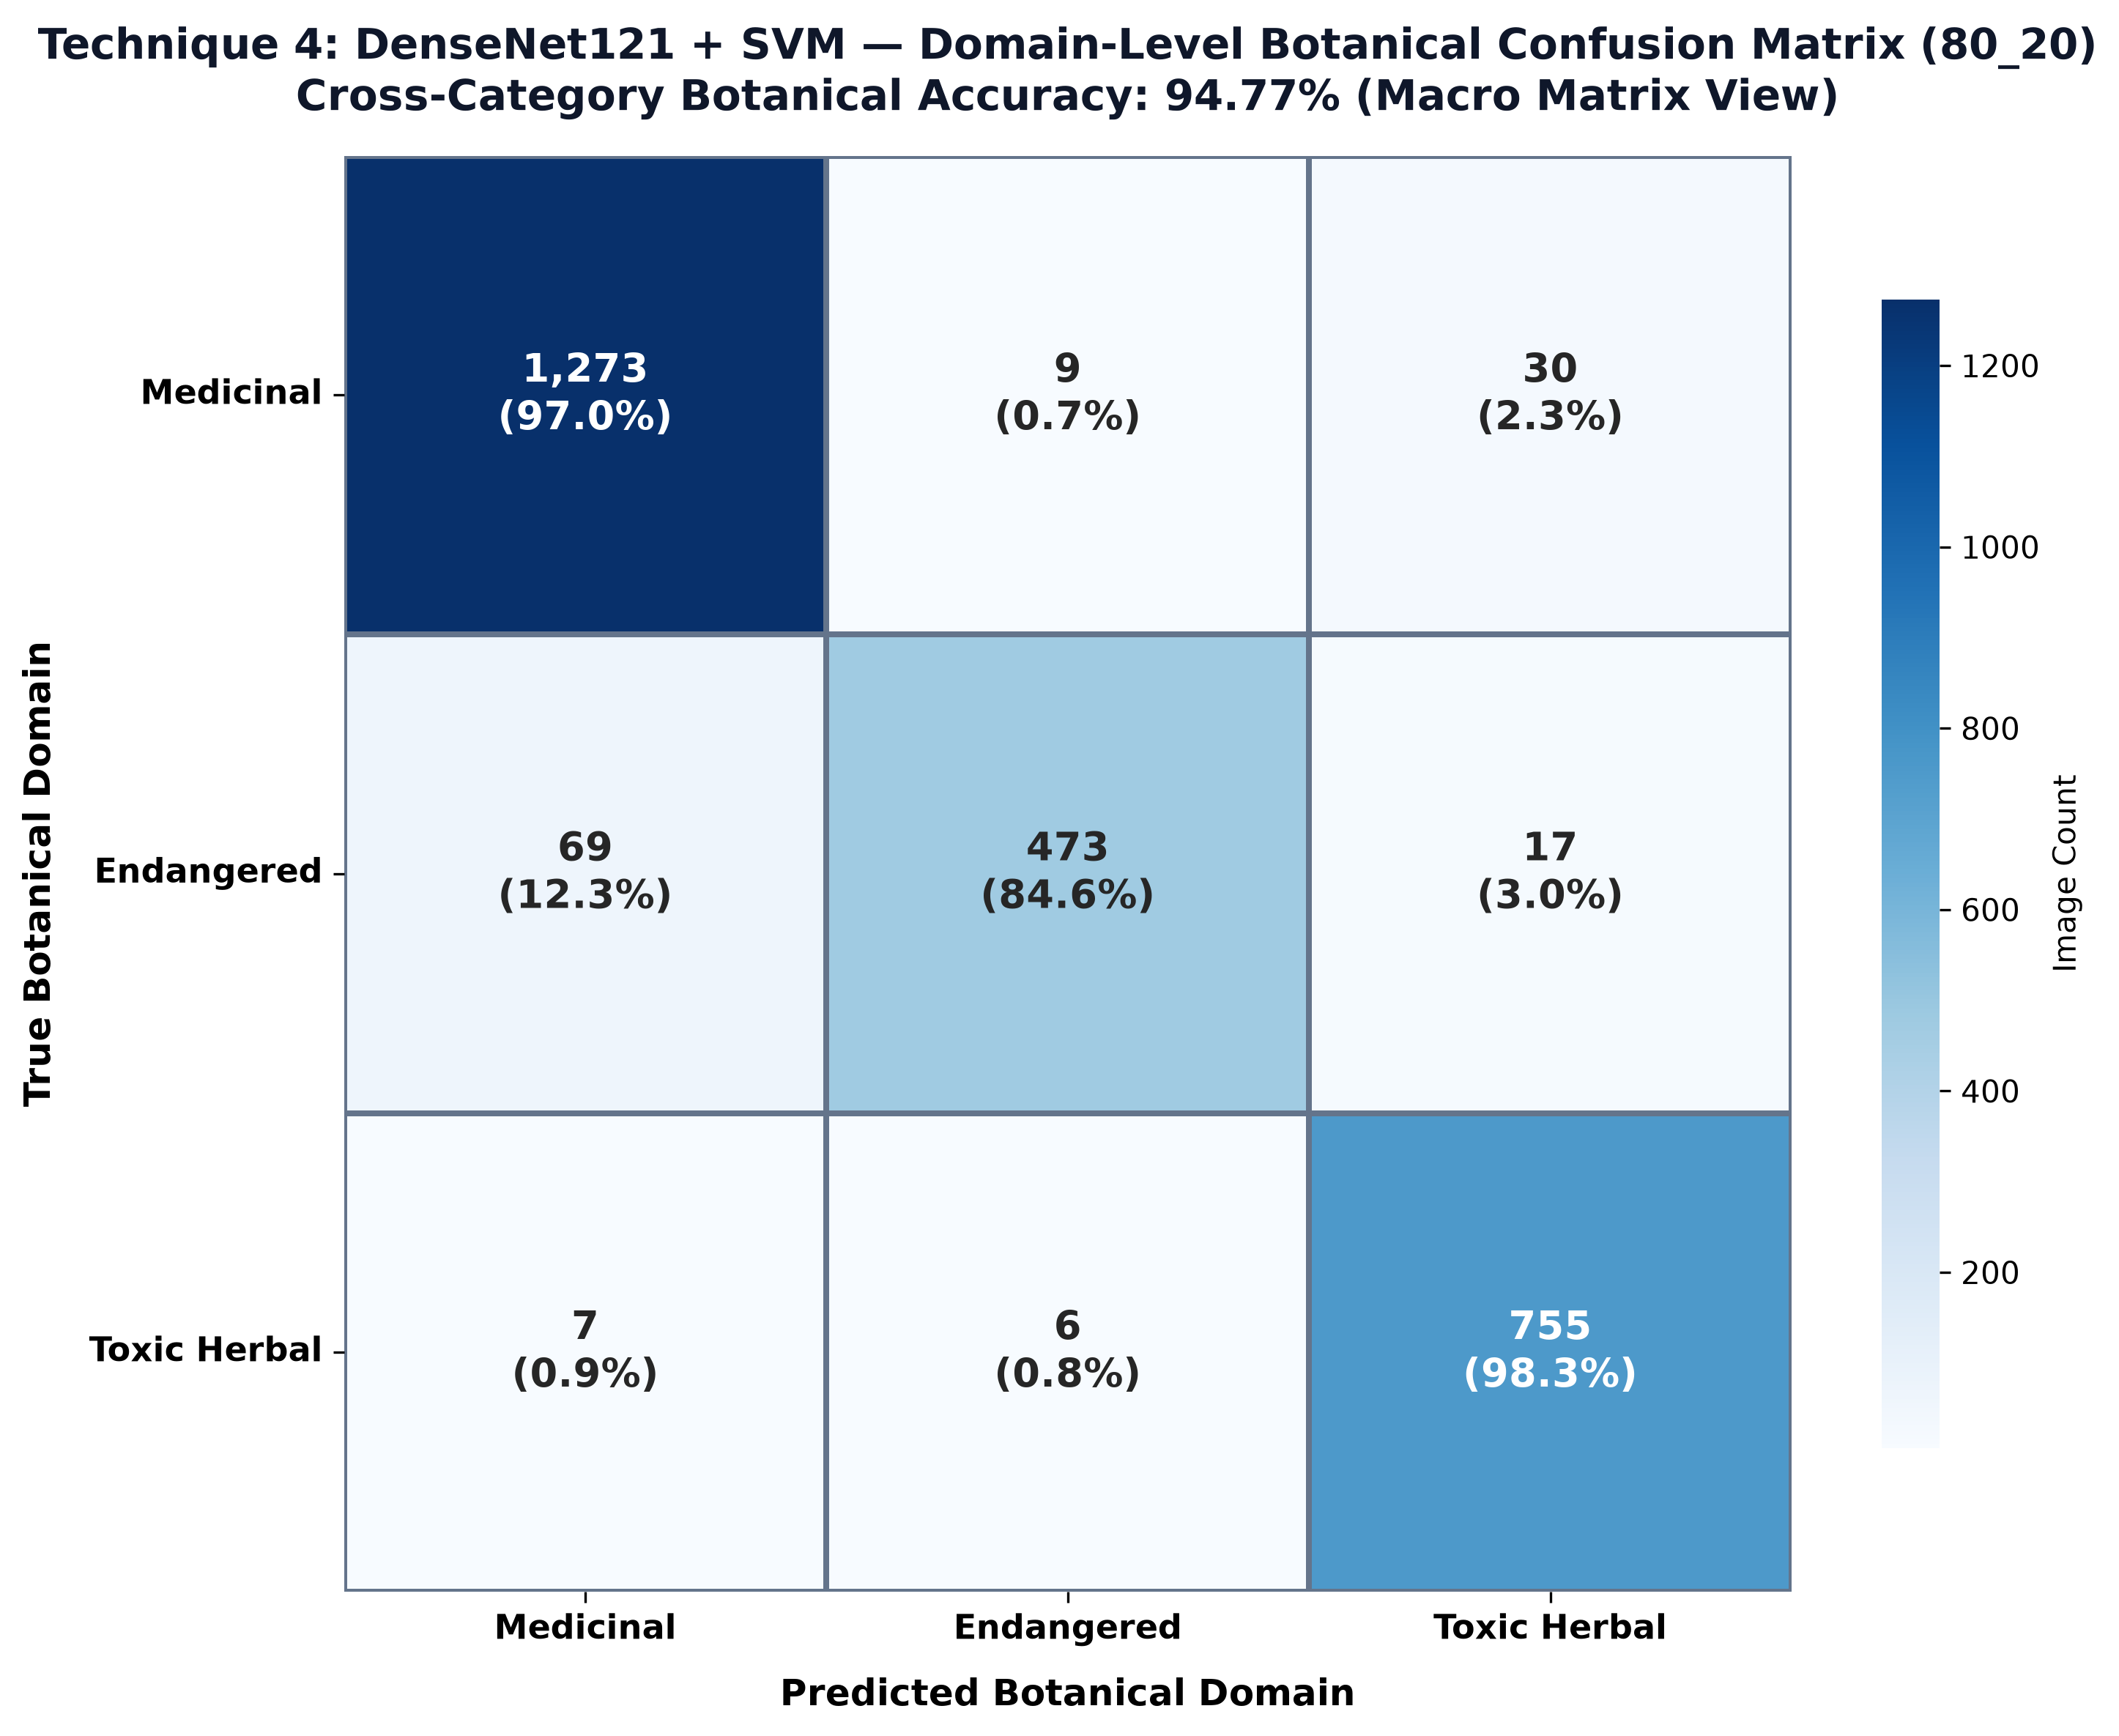 Technique 4: DenseNet121 + SVM — Domain-Level Botanical Confusion Matrix (80_20)
Cross-Category Botanical Accuracy: 94.77% (Macro Matrix View)
True Botanical Domain
Medicinal
1,273
(97.0%)
9
(0.7%)
30
(2.3%)
Endangered
69
(12.3%)
473
(84.6%)
17
(3.0%)
Toxic Herbal
7
(0.9%)
6
(0.8%)
755
(98.3%)
Medicinal
Endangered
Toxic Herbal
Predicted Botanical Domain
1200
1000
800
600
400
200
Image Count